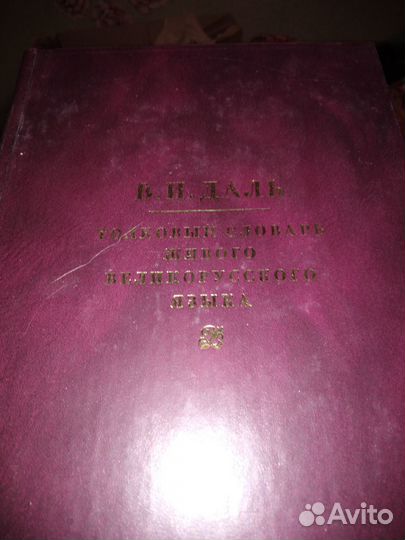 В.И.ДАЛЬ
ТОЛКОВЫЙ СЛОВАРЬ
ЖИВОГО
ВЕЛИКОРУССКОГО
ЯЗЫКА
Avito